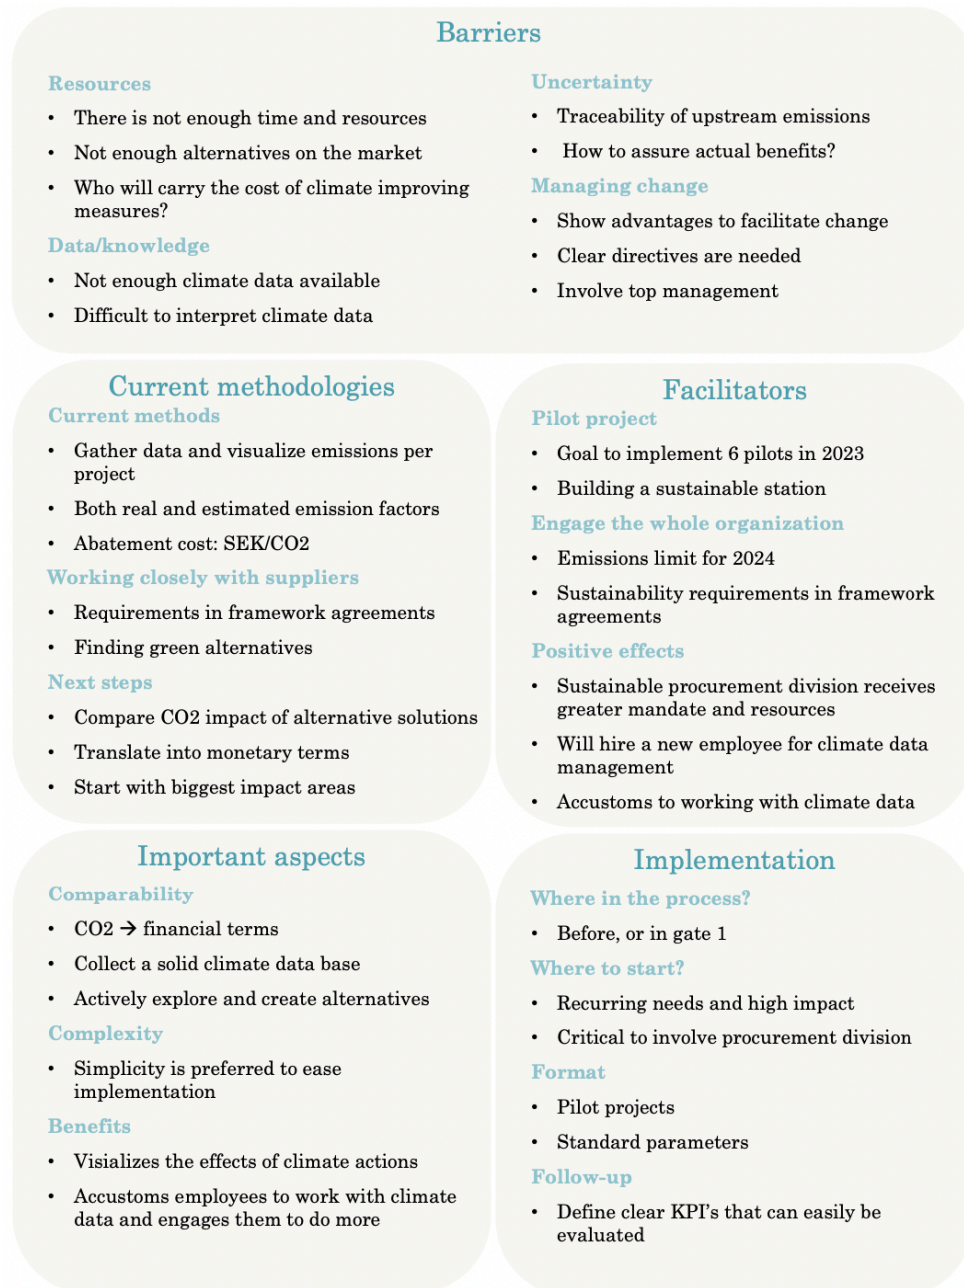 Barriers
Resources
• There is not enough time and resources
• Not enough alternatives on the market
• Who will carry the cost of climate improving
measures?
Data/knowledge
• Not enough climate data available
• Difficult to interpret climate data
Uncertainty
• Traceability of upstream emissions
• How to assure actual benefits?
Managing change
• Show advantages to facilitate change
• Clear directives are needed
• Involve top management
Current methodologies
Current methods
• Gather data and visualize emissions per
project
• Both real and estimated emission factors
• Abatement cost: SEK/CO2
Working closely with suppliers
• Requirements in framework agreements
• Finding green alternatives
Next steps
• Compare CO2 impact of alternative solutions
• Translate into monetary terms
• Start with biggest impact areas
Facilitators
Pilot project
• Goal to implement 6 pilots in 2023
• Building a sustainable station
Engage the whole organization
• Emissions limit for 2024
• Sustainability requirements in framework
agreements
Positive effects
• Sustainable procurement division receives
greater mandate and resources
• Will hire a new employee for climate data
management
• Accustoms to working with climate data
Important aspects
Comparability
• CO2 → financial terms
• Collect a solid climate data base
• Actively explore and create alternatives
Complexity
• Simplicity is preferred to ease
implementation
Benefits
• Visializes the effects of climate actions
• Accustoms employees to work with climate
data and engages them to do more
Implementation
Where in the process?
• Before, or in gate 1
Where to start?
• Recurring needs and high impact
• Critical to involve procurement division
Format
• Pilot projects
• Standard parameters
Follow-up
• Define clear KPI's that can easily be
evaluated